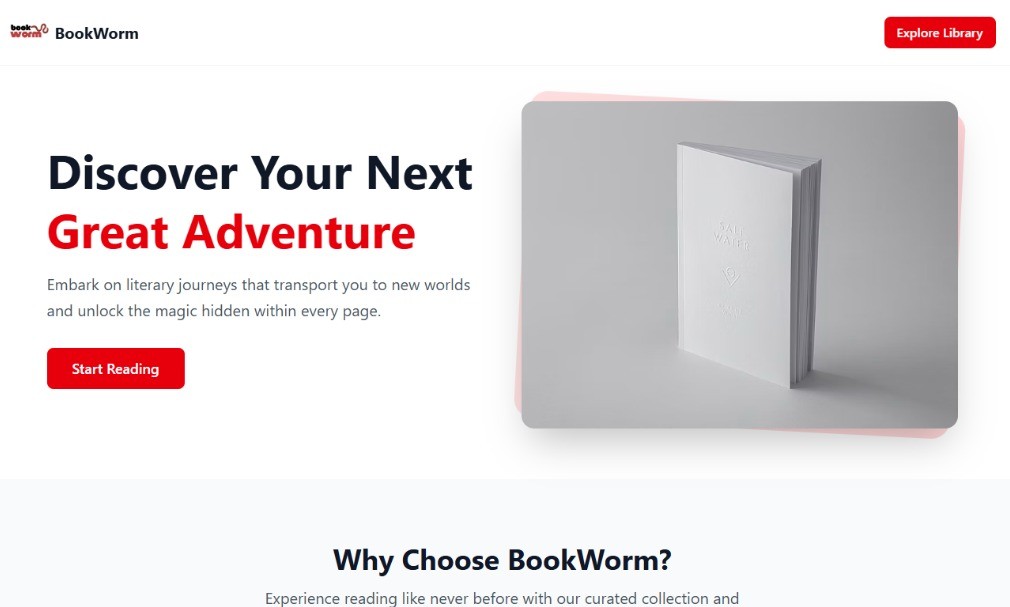 book
worm
BookWorm
Explore Library
Discover Your Next
Great Adventure
Embark on literary journeys that transport you to new worlds
and unlock the magic hidden within every page.
Start Reading
SALT
WATER
Why Choose BookWorm?
Experience reading like never before with our curated collection and